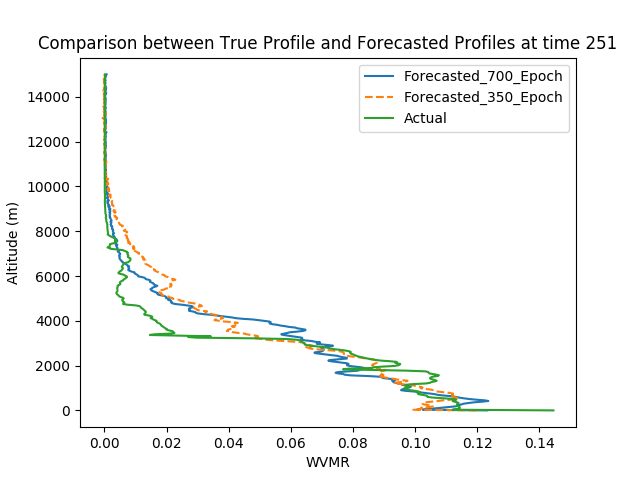 Comparison between True Profile and Forecasted Profiles at time 251
Forecasted_700_Epoch
Forecasted_350_Epoch
Actual
14000
12000
10000
8000
6000
4000
2000
0
Altitude (m)
0.00 0.02 0.04 0.06 0.08 0.10 0.12 0.14
WVMR